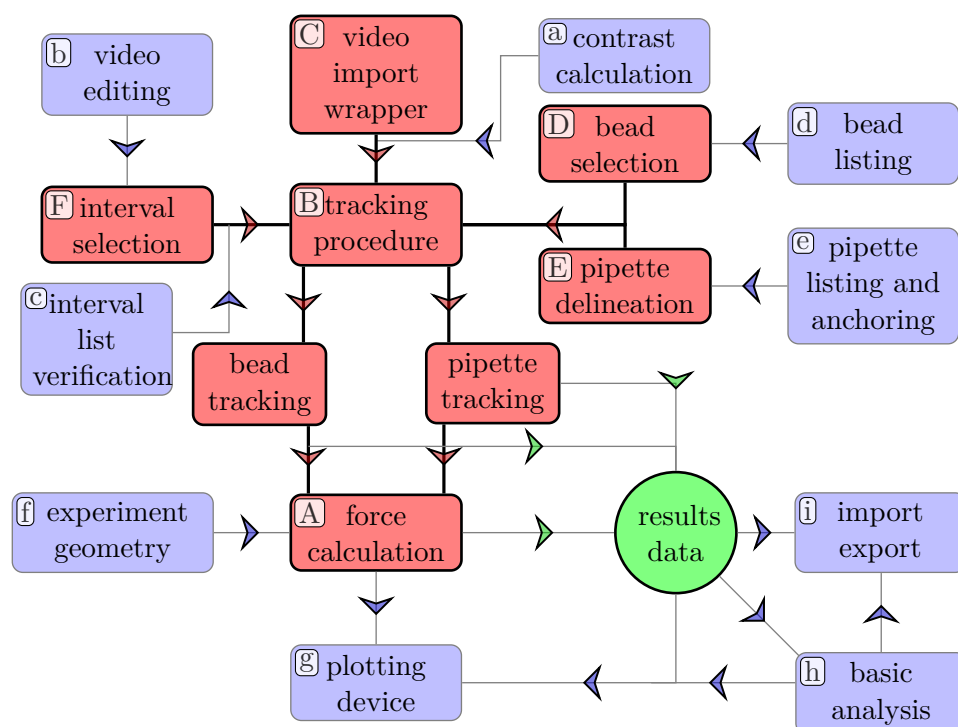 b video
editing
C video
import
wrapper
a contrast
calculation
D bead
selection
d bead
listing
F interval
selection
B tracking
procedure
E pipette
delineation
e pipette
listing and
anchoring
c interval
list
verification
bead
tracking
pipette
tracking
f experiment
geometry
A force
calculation
results
data
i import
export
g plotting
device
h basic
analysis